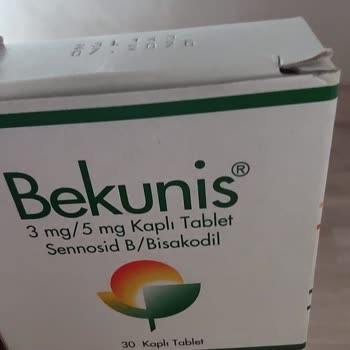 Bekunis®
3 mg/5 mg Kaplı Tablet
Sennosid B/Bisakodil
30 Kaplı Tablet